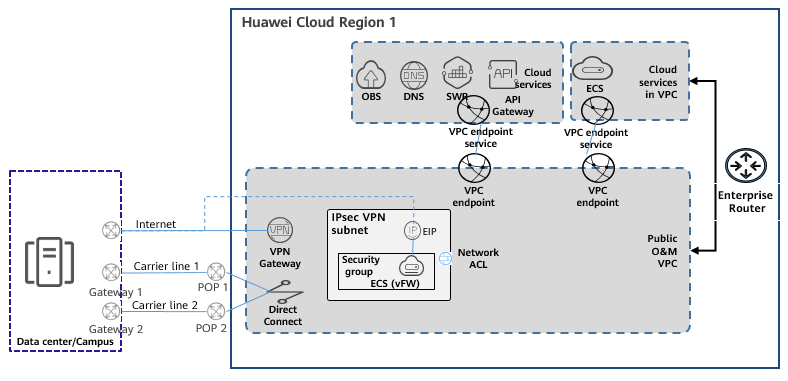 Huawei Cloud Region 1
OBS
DNS
SWR
API
Cloud
services
API
Gateway
ECS
Cloud
services
in VPC
VPC endpoint
service
VPC endpoint
service
VPC
endpoint
VPC
endpoint
Enterprise
Router
Internet
VPN
VPN
Gateway
IPsec VPN
subnet
IP
EIP
Security
group
ECS (vFW)
Network
ACL
Public
O&M
VPC
Carrier line 1
Gateway 1
POP 1
Carrier line 2
Gateway 2
POP 2
Direct
Connect
Data center/Campus